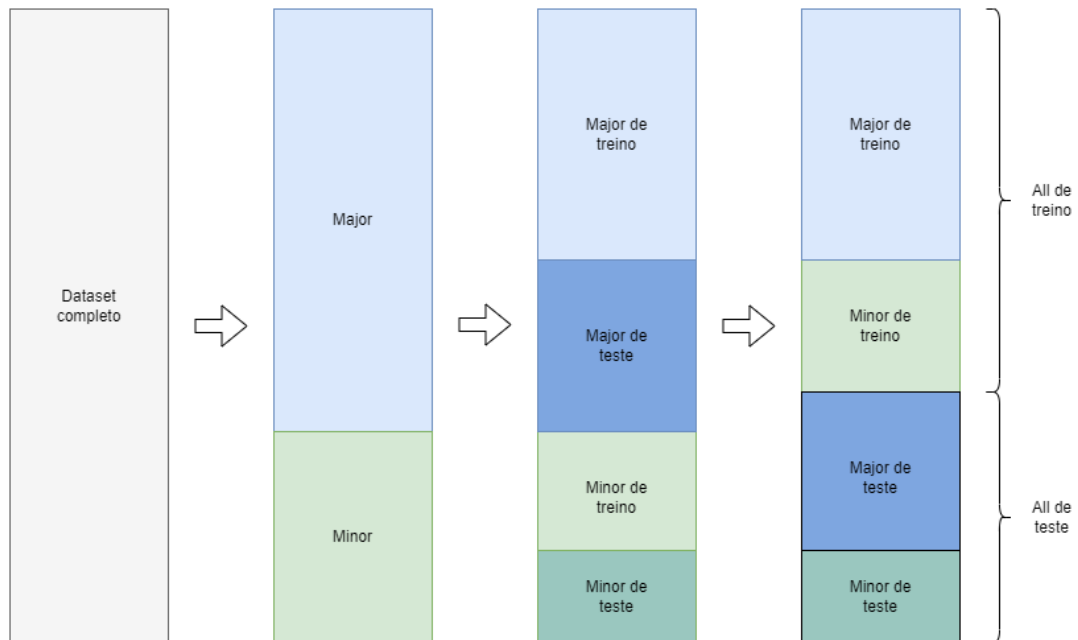 Dataset
completo
Major
Minor
Major de
treino
Major de
teste
Minor de
treino
Minor de
teste
Major de
treino
Minor de
treino
Major de
teste
Minor de
teste
All de
treino
All de
teste